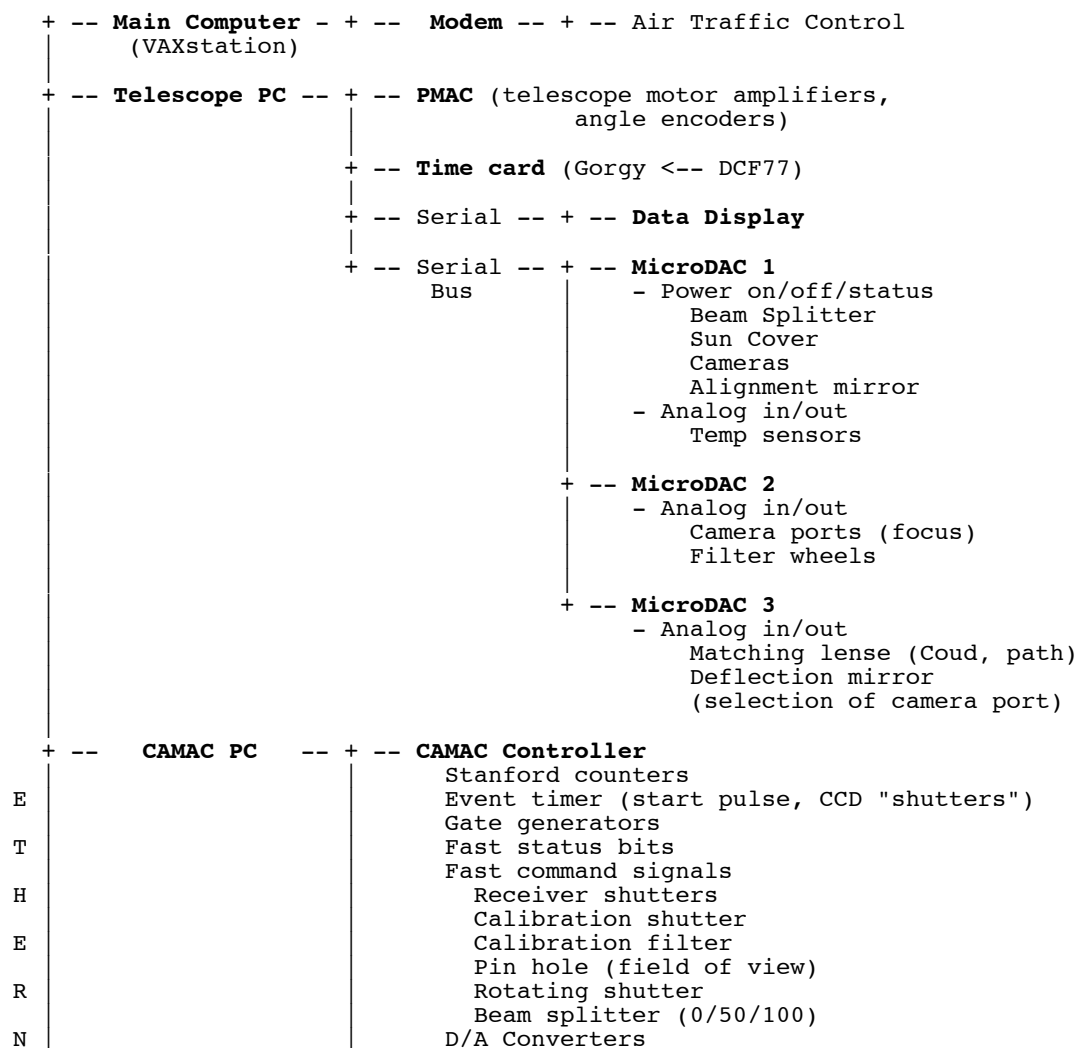 + -- Main Computer - + -- Modem -- + -- Air Traffic Control
(VAXstation)
+ -- Telescope PC -- + -- PMAC (telescope motor amplifiers,
angle encoders)
+ -- Time card (Gorgy <-- DCF77)
+ -- Serial -- + -- Data Display
+ -- Serial -- + -- MicroDAC 1
Bus - Power on/off/status
Beam Splitter
Sun Cover
Cameras
Alignment mirror
- Analog in/out
Temp sensors
+ -- MicroDAC 2
- Analog in/out
Camera ports (focus)
Filter wheels
+ -- MicroDAC 3
- Analog in/out
Matching lense (Coud, path)
Deflection mirror
(selection of camera port)
+ -- CAMAC PC -- + -- CAMAC Controller
Stanford counters
E Event timer (start pulse, CCD "shutters")
Gate generators
T Fast status bits
Fast command signals
H Receiver shutters
Calibration shutter
E Calibration filter
Pin hole (field of view)
R Rotating shutter
Beam splitter (0/50/100)
N D/A Converters